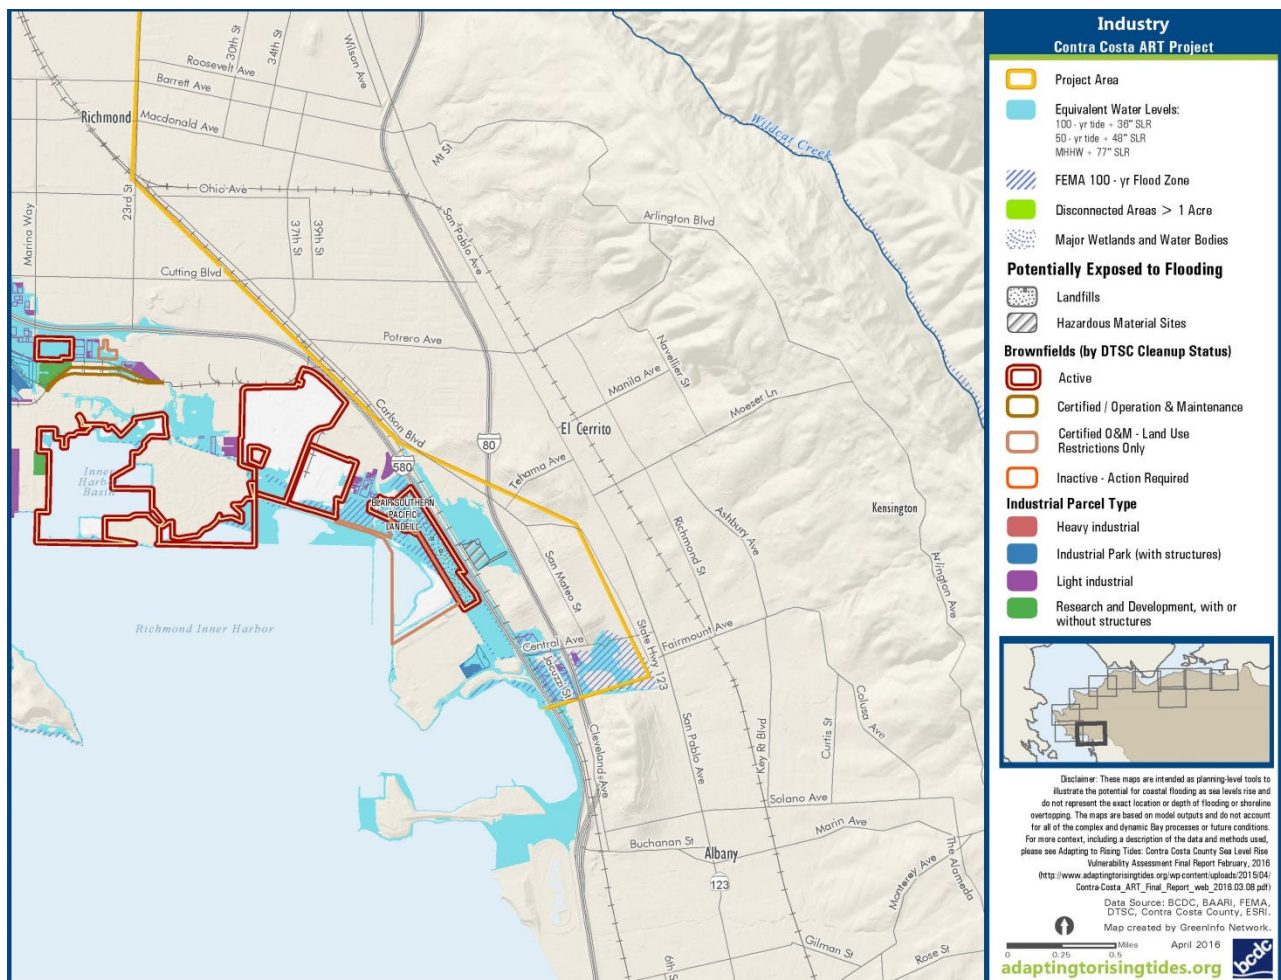 Industry
Contra Costa ART Project
Project Area
Equivalent Water Levels:
100 - yr tide + 36" SLR
50 - yr tide + 48" SLR
MHHW + 77" SLR
FEMA 100 - yr Flood Zone
Disconnected Areas > 1 Acre
Major Wetlands and Water Bodies
Potentially Exposed to Flooding
Landfills
Hazardous Material Sites
Brownfields (by DTSC Cleanup Status)
Active
Certified / Operation & Maintenance
Certified O&M - Land Use
Restrictions Only
Inactive - Action Required
Industrial Parcel Type
Heavy industrial
Industrial Park (with structures)
Light industrial
Research and Development, with or
without structures
Disclaimer: These maps are intended as planning-level tools to
illustrate the potential for coastal flooding as sea levels rise and
do not represent the exact location or depth of flooding or shoreline
overtopping. The maps are based on model outputs and do not account
for all of the complex and dynamic Bay processes or future conditions.
For more context, including a description of the data and methods used,
please see Adapting to Rising Tides: Contra Costa County Sea Level Rise
Vulnerability Assessment Final Report February, 2016
(http://www.adaptingtorisingtides.org/wp-content/uploads/2015/04/
Contra-Costa_ART_Final_Report_web_2016.03.08.pdf)
Data Source: BCDC, BAARI, FEMA,
DTSC, Contra Costa County, ESRI.
Map created by GreenInfo Network.
April 2016
0 0.25 0.5 Miles
adaptingtorisingtides.org
bcdc
30th St
34th St
Wilson Ave
Roosevelt Ave
Barrett Ave
Richmond
Macdonald Ave
Mt St
Wildcat Creek
Ohio Ave
23rd St
Marina Way
37th St
39th St
San Pablo Ave
Arlington Blvd
Cutting Blvd
Potrero Ave
Navellier St
Manila Ave
Moeser Ln
Carlson Blvd
El Cerrito
80
580
Tehama Ave
Inner
Harbor
Basin
BLAIR SOUTHERN
PACIFIC
LANDFILL
Kensington
Ashbury Ave
Richmond St
San Mateo St
Arlington Ave
Richmond Inner Harbor
Central Ave
Fairmount Ave
State Hwy 123
Jacuzzi St
Colusa Ave
Cleveland Ave
San Pablo Ave
Key Rt Blvd
Curtis St
Solano Ave
Marin Ave
Buchanan St
Albany
The Alameda
123
Monterey Ave
Gilman St
6th St
Rose St